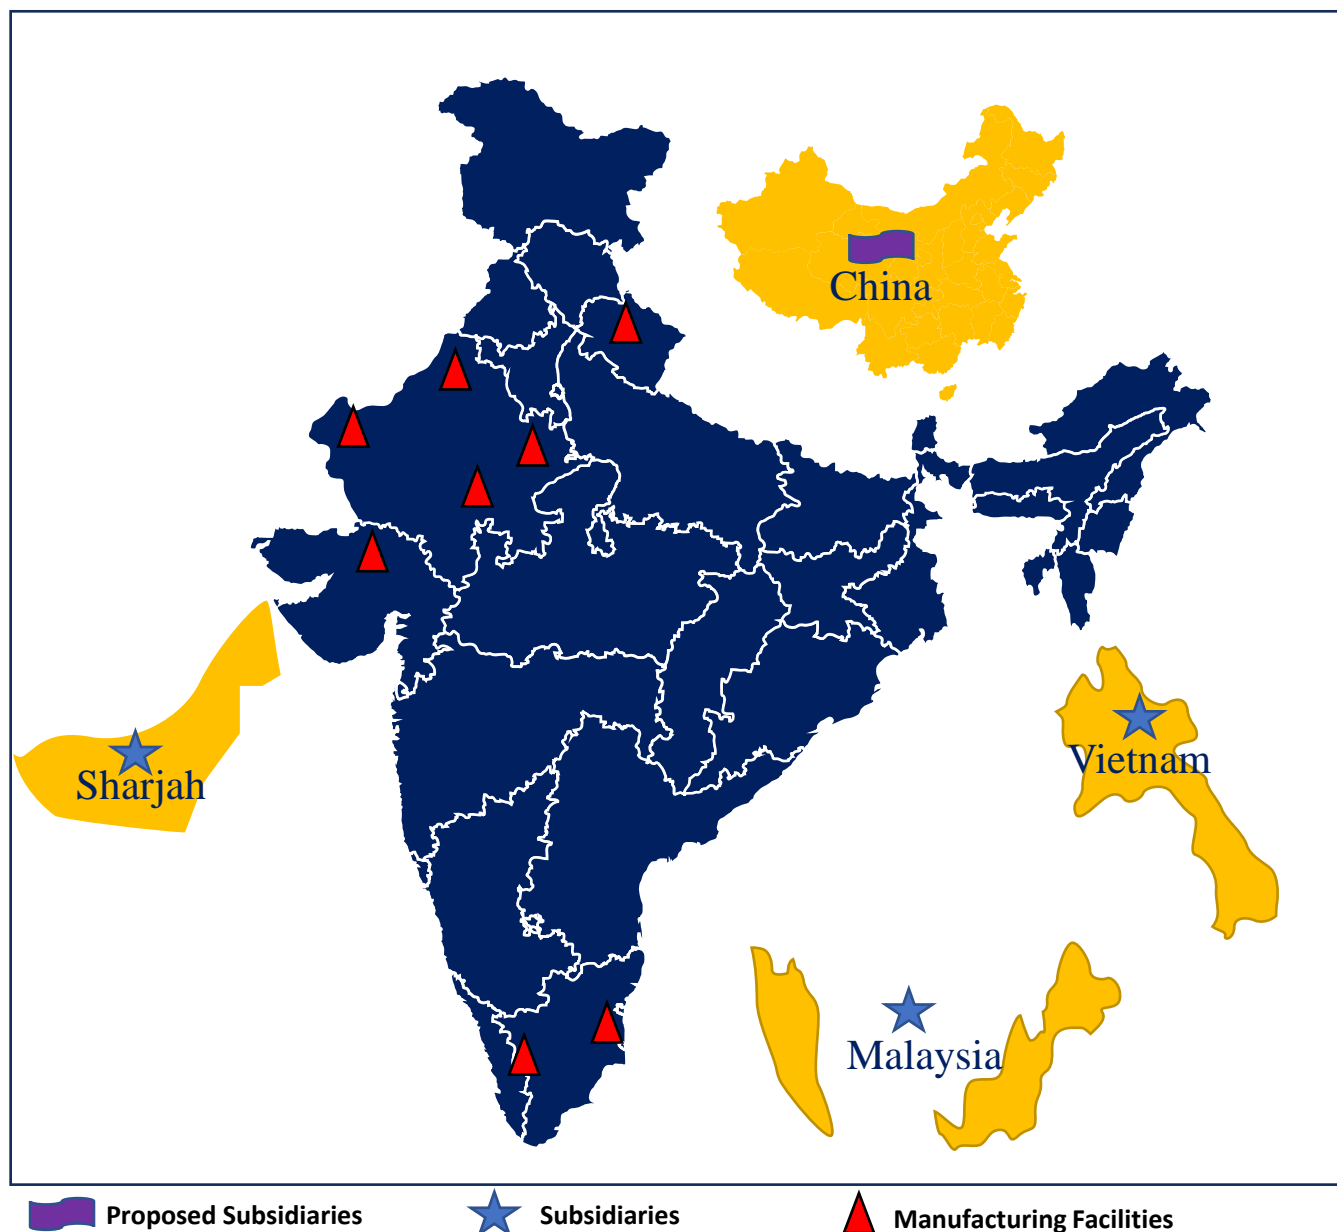 China
Sharjah
Vietnam
Malaysia
Proposed Subsidiaries
Subsidiaries
Manufacturing Facilities